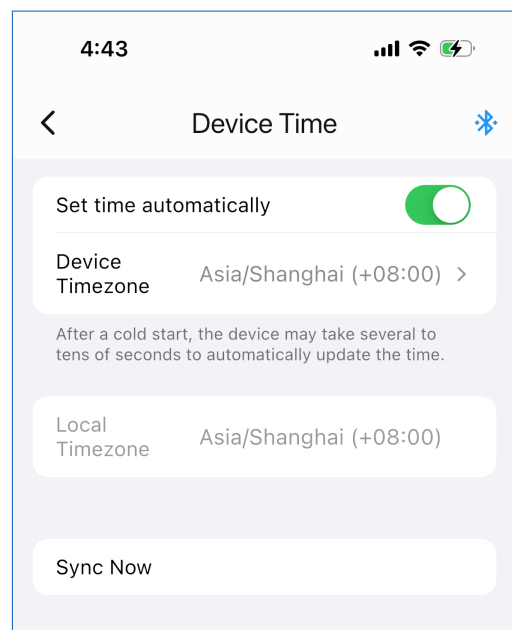 4:43
Device Time
Set time automatically
Device
Timezone
Asia/Shanghai (+08:00)
After a cold start, the device may take several to
tens of seconds to automatically update the time.
Local
Timezone
Asia/Shanghai (+08:00)
Sync Now